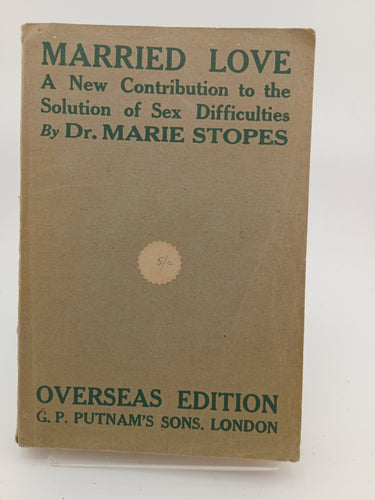 MARRIED LOVE
A New Contribution to the
Solution of Sex Difficulties
By Dr. MARIE STOPES
5/-
OVERSEAS EDITION
G. P. PUTNAM'S SONS. LONDON